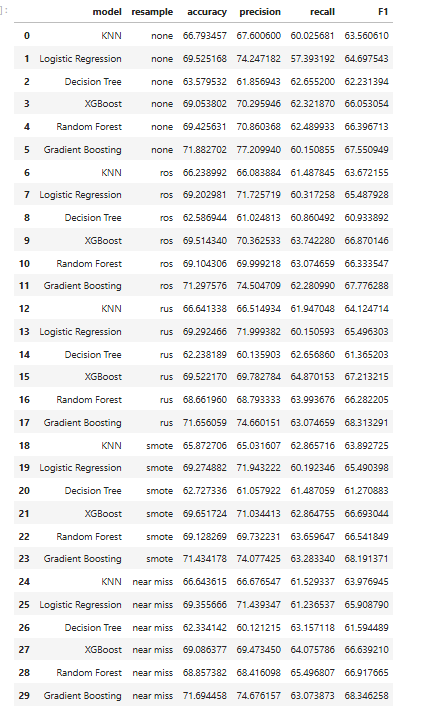 ]:
model resample accuracy precision recall F1
0 KNN none 66.793457 67.600600 60.025681 63.560610
1 Logistic Regression none 69.525168 74.247182 57.393192 64.697543
2 Decision Tree none 63.579532 61.856943 62.655200 62.231394
3 XGBoost none 69.053802 70.295946 62.321870 66.053054
4 Random Forest none 69.425631 70.860368 62.489933 66.396713
5 Gradient Boosting none 71.882702 77.209940 60.150855 67.550949
6 KNN ros 66.238992 66.083884 61.487845 63.672155
7 Logistic Regression ros 69.202981 71.725719 60.317258 65.487928
8 Decision Tree ros 62.586944 61.024813 60.860492 60.933892
9 XGBoost ros 69.514340 70.362533 63.742280 66.870146
10 Random Forest ros 69.104306 69.999218 63.074659 66.333547
11 Gradient Boosting ros 71.297576 74.504709 62.280990 67.776288
12 KNN rus 66.641338 66.514934 61.947048 64.124714
13 Logistic Regression rus 69.292466 71.999382 60.150593 65.496303
14 Decision Tree rus 62.238189 60.135903 62.656860 61.365203
15 XGBoost rus 69.522170 69.782784 64.870153 67.213215
16 Random Forest rus 68.661960 68.793333 63.993676 66.282205
17 Gradient Boosting rus 71.656059 74.660151 63.074659 68.313291
18 KNN smote 65.872706 65.031607 62.865716 63.892725
19 Logistic Regression smote 69.274882 71.943222 60.192346 65.490398
20 Decision Tree smote 62.727336 61.057922 61.487059 61.270883
21 XGBoost smote 69.651724 71.034413 62.864755 66.693044
22 Random Forest smote 69.128269 69.732231 63.659647 66.541849
23 Gradient Boosting smote 71.434178 74.077425 63.283340 68.191371
24 KNN near miss 66.643615 66.676547 61.529337 63.976945
25 Logistic Regression near miss 69.355666 71.439347 61.236537 65.908790
26 Decision Tree near miss 62.334142 60.121215 63.157118 61.594489
27 XGBoost near miss 69.086377 69.473450 64.075786 66.639210
28 Random Forest near miss 68.857382 68.416098 65.496807 66.917665
29 Gradient Boosting near miss 71.694458 74.676157 63.073873 68.346258